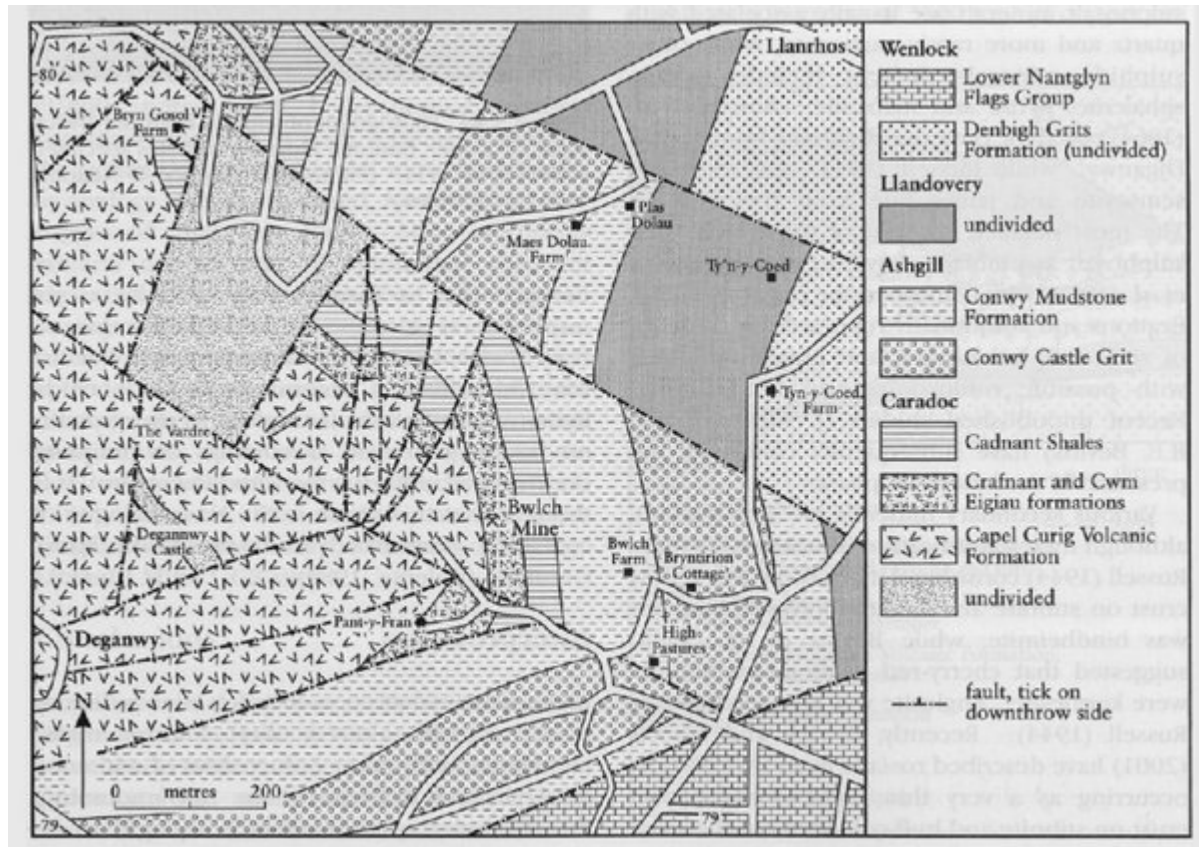 Llanrhos
80
Bryn Gosol
Farm
Plas
Dolau
Maes Dolau
Farm
Ty'n-y-Coed
Tyn-y-Coed
Farm
The Vardre
Bwlch
Mine
Degannwy
Castle
Bwlch
Farm
Bryntirion
Cottage
Pant-y-Fran
High
Pastures
Deganwy
N
0 metres 200
79
79
Wenlock
Lower Nantglyn
Flags Group
Denbigh Grits
Formation (undivided)
Llandovery
undivided
Ashgill
Conwy Mudstone
Formation
Conwy Castle Grit
Caradoc
Cadnant Shales
Crafnant and Cwm
Eigiau formations
Capel Curig Volcanic
Formation
undivided
fault, tick on
downthrow side